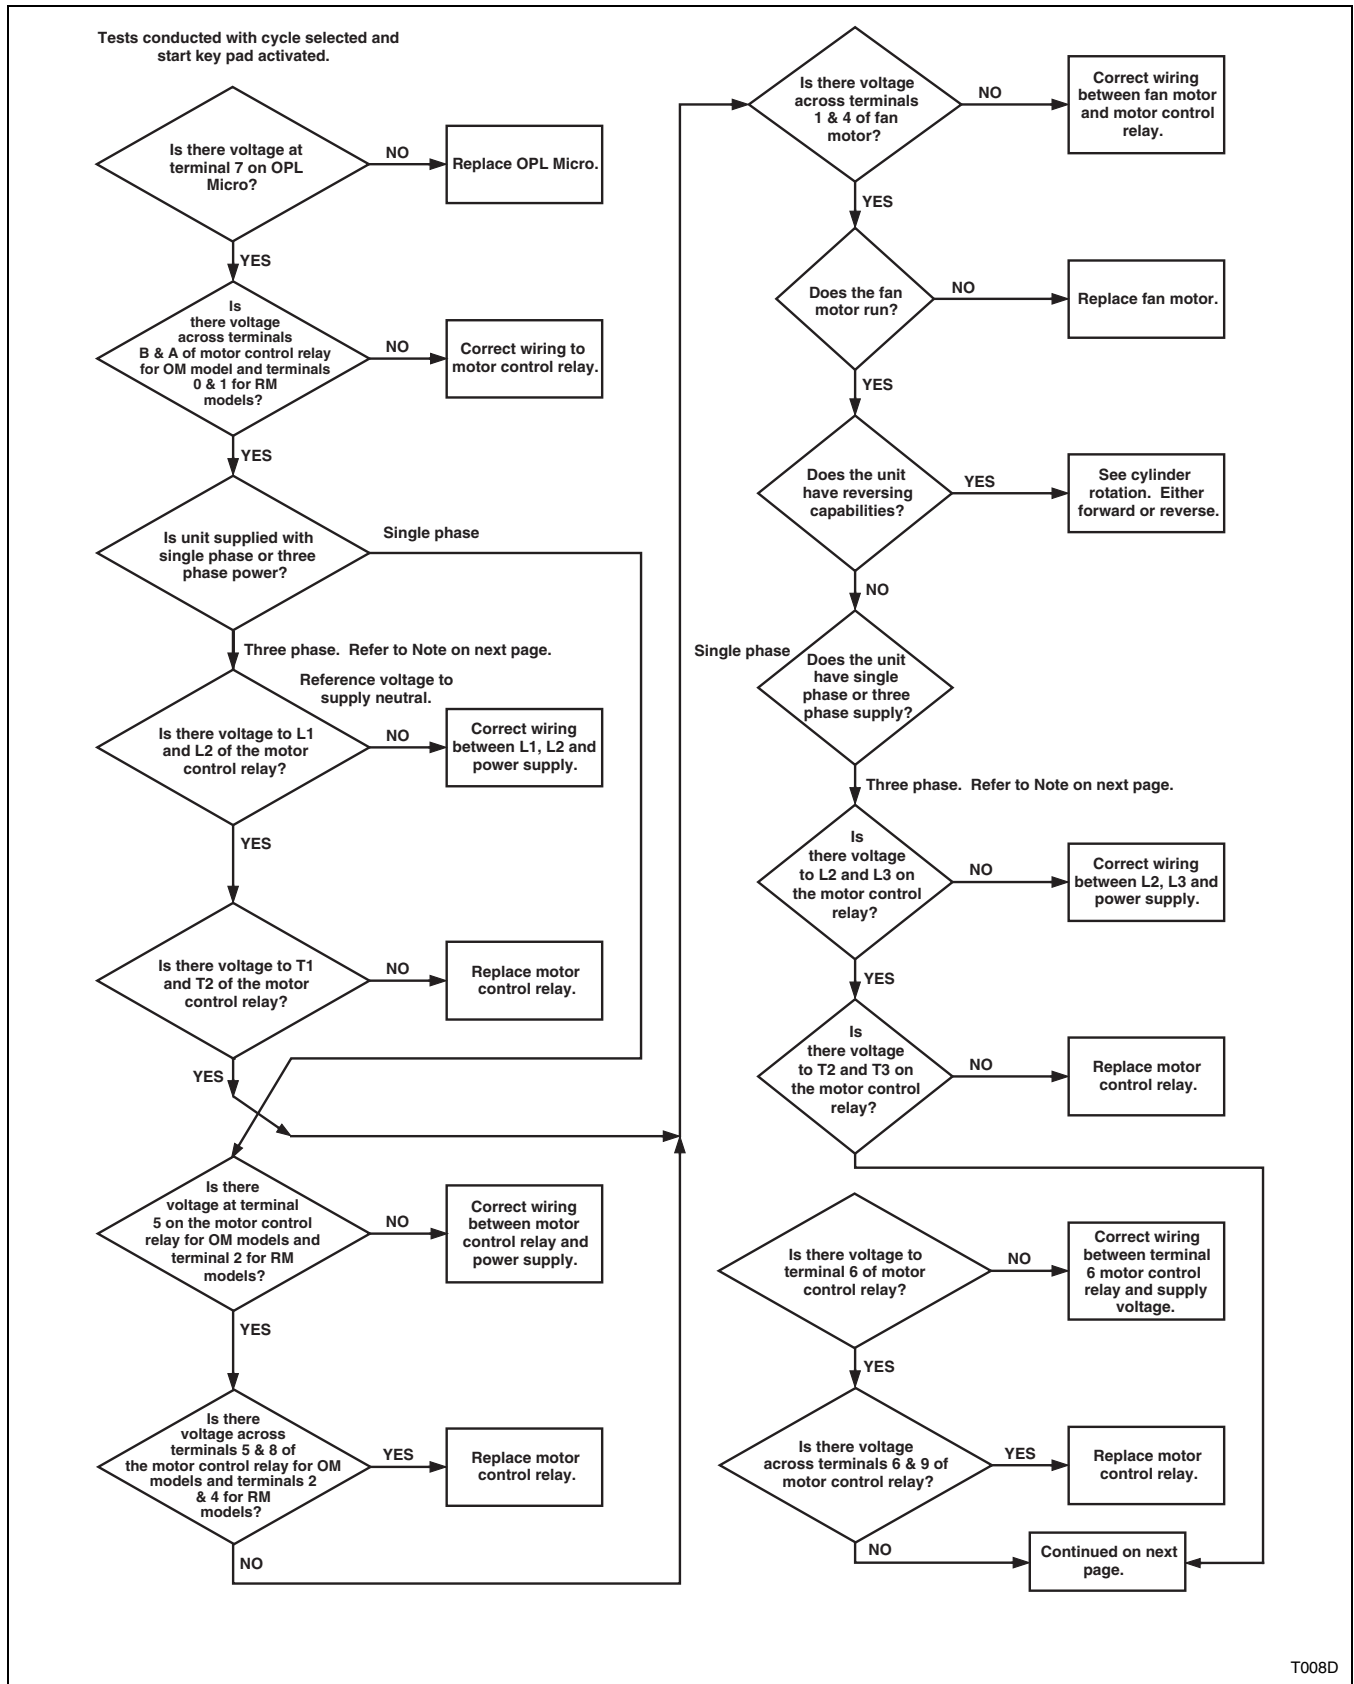 Tests conducted with cycle selected and
start key pad activated.
Is there voltage at
terminal 7 on OPL
Micro?
NO
Replace OPL Micro.
YES
Is
there voltage
across terminals
B & A of motor control relay
for OM model and terminals
0 & 1 for RM
models?
NO
Correct wiring to
motor control relay.
YES
Is unit supplied with
single phase or three
phase power?
Single phase
Three phase.  Refer to Note on next page.
Reference voltage to
supply neutral.
Is there voltage to L1
and L2 of the motor
control relay?
NO
Correct wiring
between L1, L2 and
power supply.
YES
Is there voltage to T1
and T2 of the motor
control relay?
NO
Replace motor
control relay.
YES
Is there
voltage at terminal
5 on the motor control
relay for OM models and
terminal 2 for RM
models?
NO
Correct wiring
between motor
control relay and
power supply.
YES
Is there
voltage across
terminals 5 & 8 of
the motor control relay for OM
models and terminals 2
& 4 for RM
models?
YES
Replace motor
control relay.
NO
Is there voltage
across terminals
1 & 4 of fan
motor?
NO
Correct wiring
between fan motor
and motor control
relay.
YES
Does the fan
motor run?
NO
Replace fan motor.
YES
Does the unit
have reversing
capabilities?
YES
See cylinder
rotation.  Either
forward or reverse.
NO
Single phase
Does the unit
have single
phase or three
phase supply?
Three phase.  Refer to Note on next page.
Is
there voltage
to L2 and L3 on
the motor control
relay?
NO
Correct wiring
between L2, L3 and
power supply.
YES
Is
there voltage
to T2 and T3 on
the motor control
relay?
NO
Replace motor
control relay.
Is there voltage to
terminal 6 of motor
control relay?
NO
Correct wiring
between terminal
6 motor control
relay and supply
voltage.
YES
Is there voltage
across terminals 6 & 9 of
motor control relay?
YES
Replace motor
control relay.
NO
Continued on next
page.
T008D